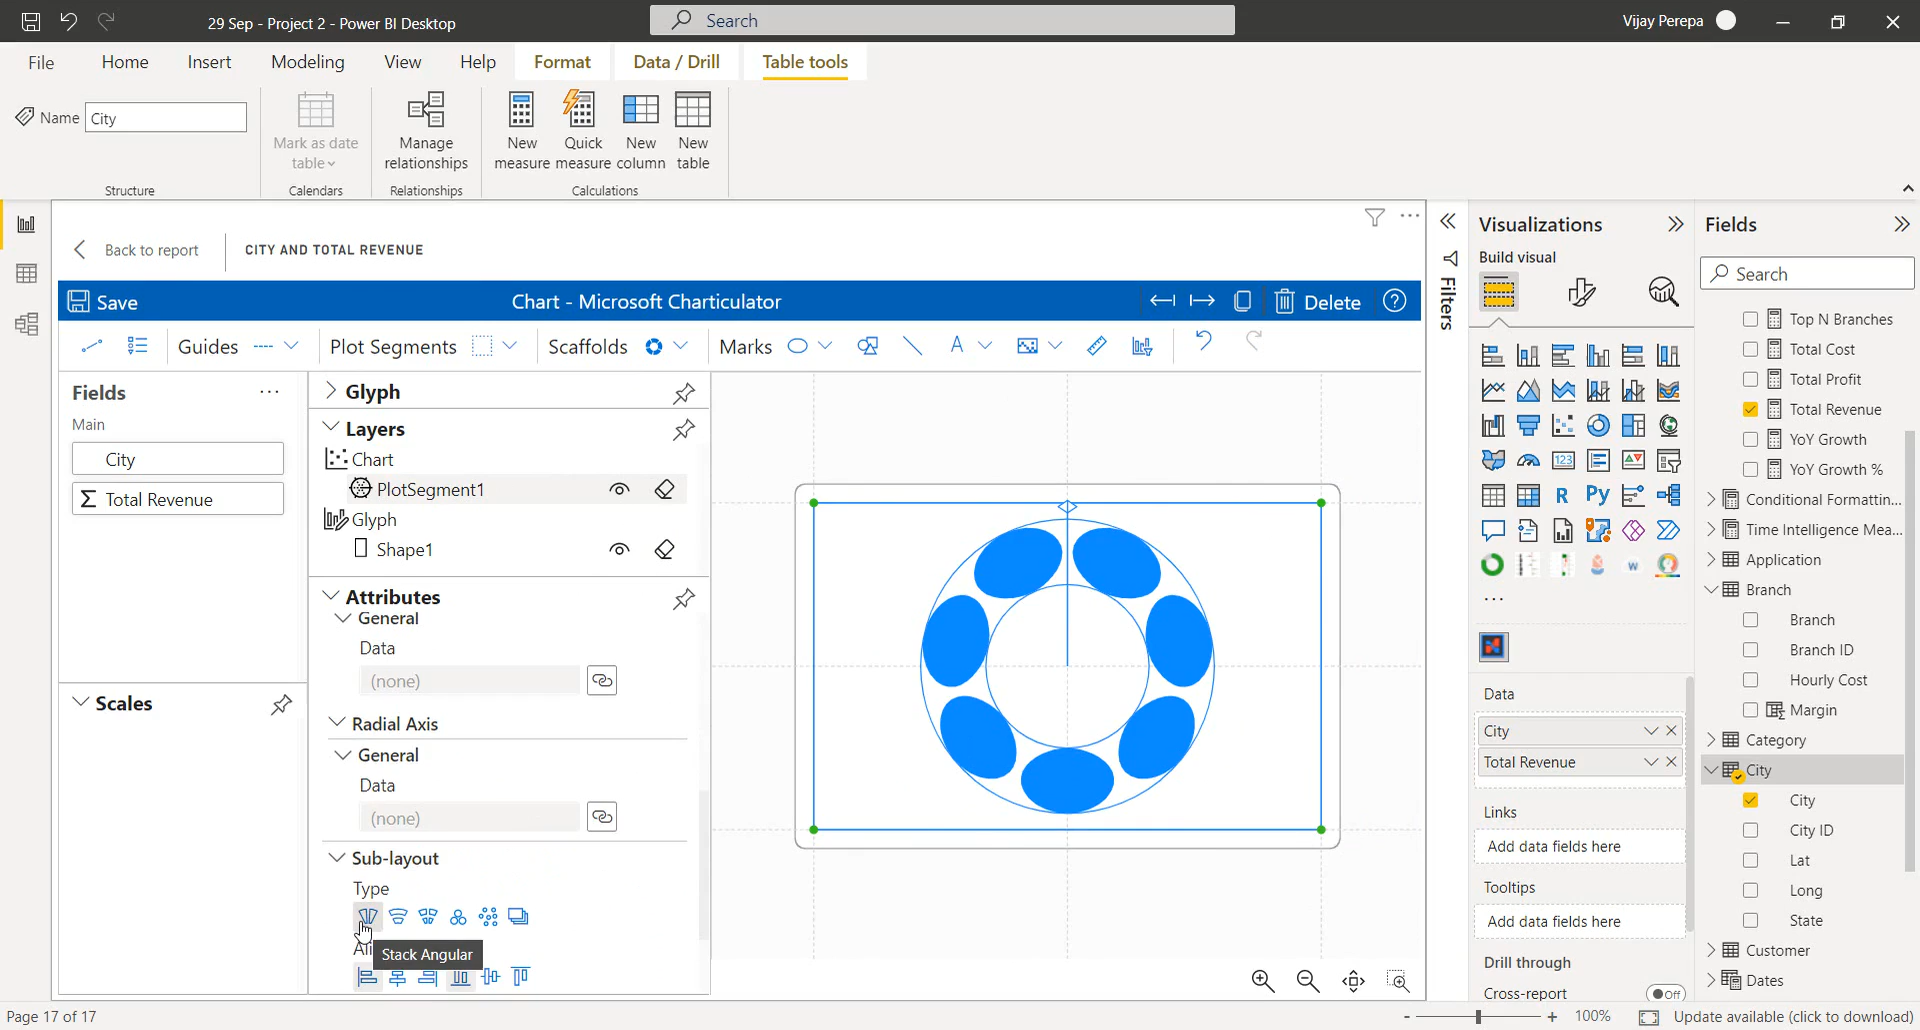 29 Sep - Project 2 - Power BI Desktop
Search
Vijay Perepa
File Home Insert Modeling View Help Format Data / Drill Table tools
Name City
Mark as date table
Manage relationships
New measure
Quick measure
New column
New table
Structure
Calendars
Relationships
Calculations
Back to report
CITY AND TOTAL REVENUE
Save
Chart - Microsoft Charticulator
Delete
Guides
Plot Segments
Scaffolds
Marks
Fields
Main
City
Total Revenue
Scales
Glyph
Layers
Chart
PlotSegment1
Glyph
Shape1
Attributes
General
Data
(none)
Radial Axis
General
Data
(none)
Sub-layout
Type
Stack Angular
Filters
Visualizations
Build visual
Data
City
Total Revenue
Links
Add data fields here
Tooltips
Add data fields here
Drill through
Cross-report
Off
Fields
Search
Top N Branches
Total Cost
Total Profit
Total Revenue
YoY Growth
YoY Growth %
Conditional Formattin...
Time Intelligence Mea...
Application
Branch
Branch
Branch ID
Hourly Cost
Margin
Category
City
City
City ID
Lat
Long
State
Customer
Dates
Page 17 of 17
- + 100%
Update available (click to download)